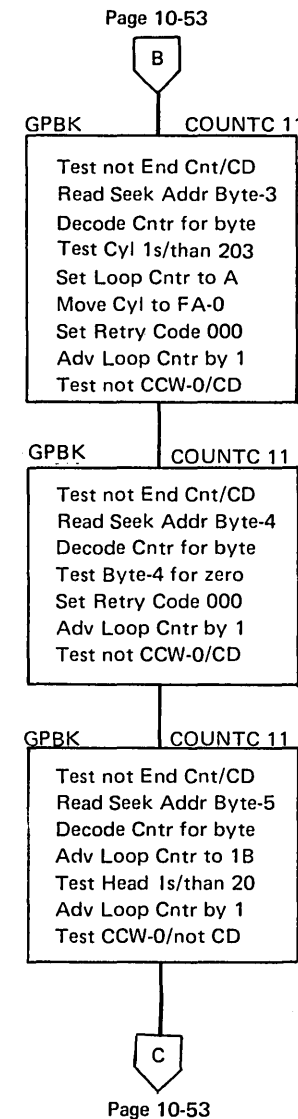 Page 10-53
B
GPBK COUNTC 11
Test not End Cnt/CD
Read Seek Addr Byte-3
Decode Cntr for byte
Test Cyl 1s/than 203
Set Loop Cntr to A
Move Cyl to FA-0
Set Retry Code 000
Adv Loop Cntr by 1
Test not CCW-0/CD
GPBK COUNTC 11
Test not End Cnt/CD
Read Seek Addr Byte-4
Decode Cntr for byte
Test Byte-4 for zero
Set Retry Code 000
Adv Loop Cntr by 1
Test not CCW-0/CD
GPBK COUNTC 11
Test not End Cnt/CD
Read Seek Addr Byte-5
Decode Cntr for byte
Adv Loop Cntr to 1B
Test Head 1s/than 20
Adv Loop Cntr by 1
Test CCW-0/not CD
C
Page 10-53